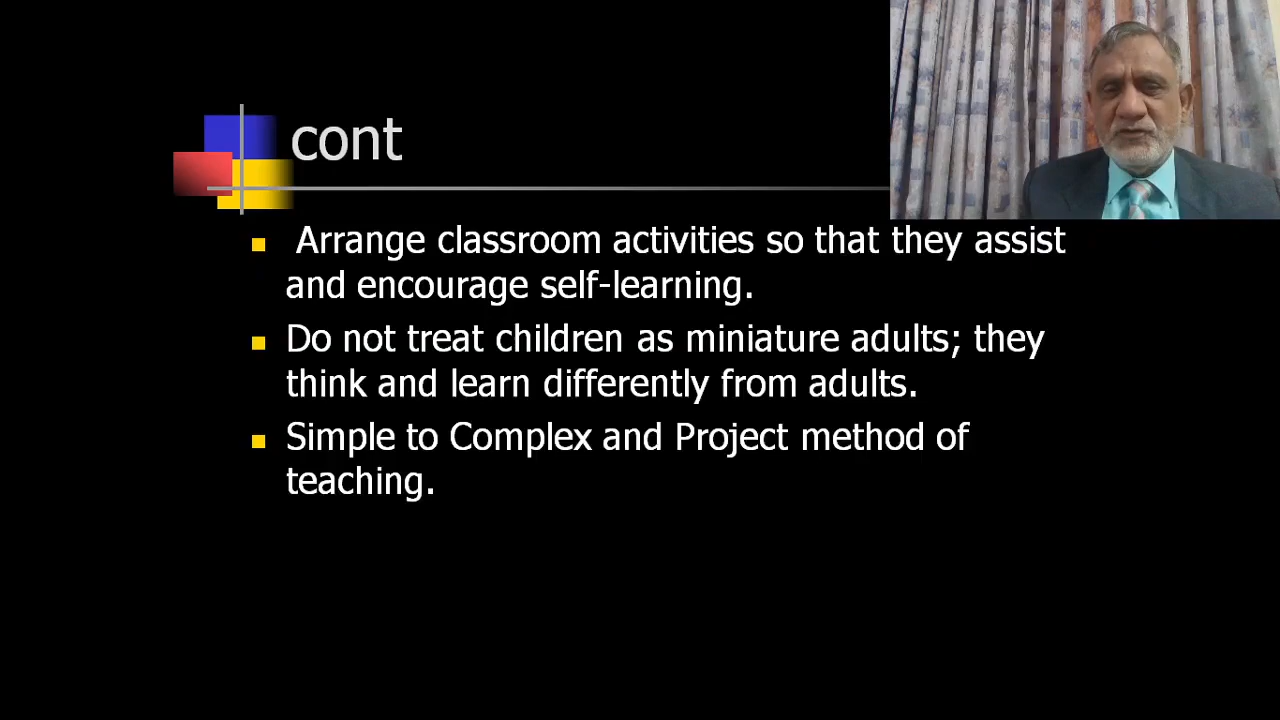 cont
Arrange classroom activities so that they assist
and encourage self-learning.
Do not treat children as miniature adults; they
think and learn differently from adults.
Simple to Complex and Project method of
teaching.